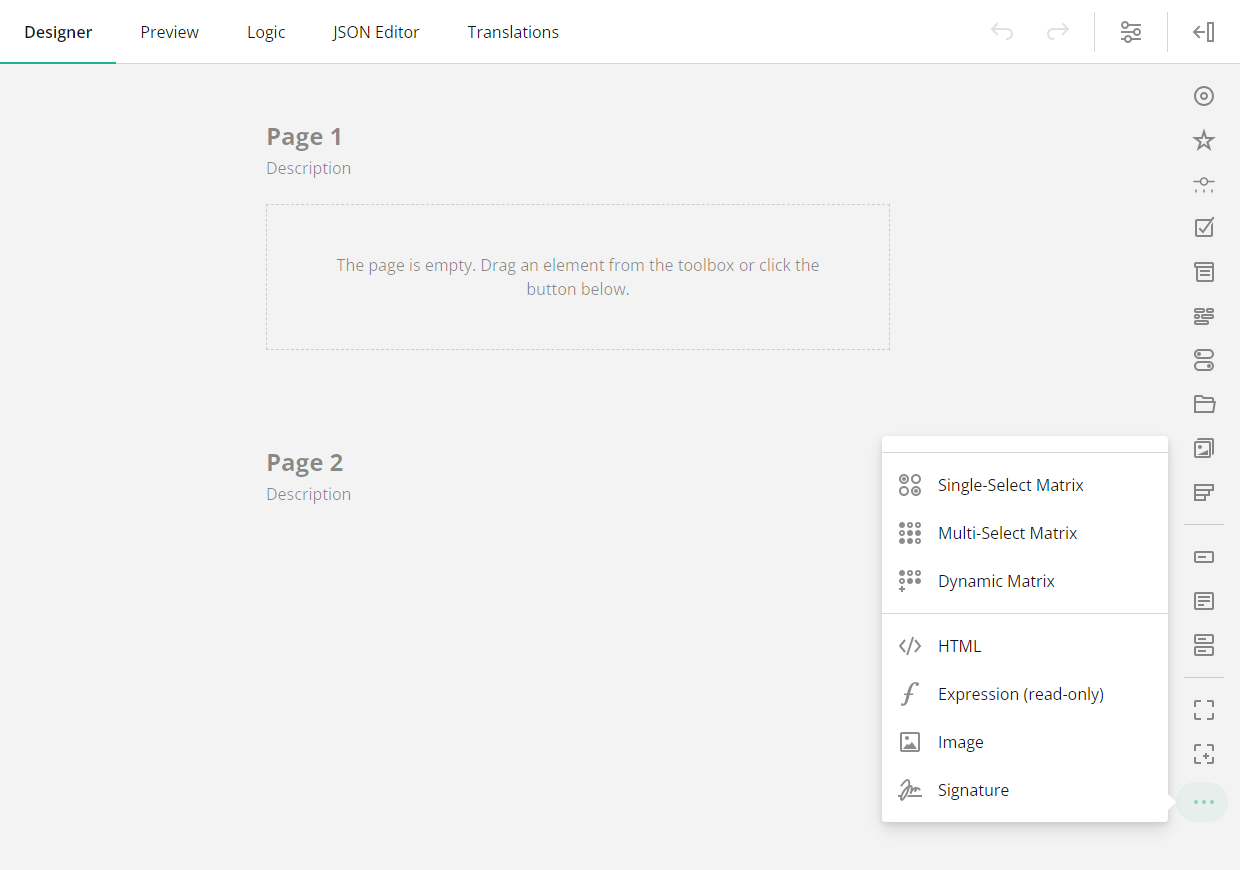 Designer Preview Logic JSON Editor Translations
Page 1
Description
The page is empty. Drag an element from the toolbox or click the
button below.
Page 2
Description
Single-Select Matrix
Multi-Select Matrix
Dynamic Matrix
HTML
Expression (read-only)
Image
Signature